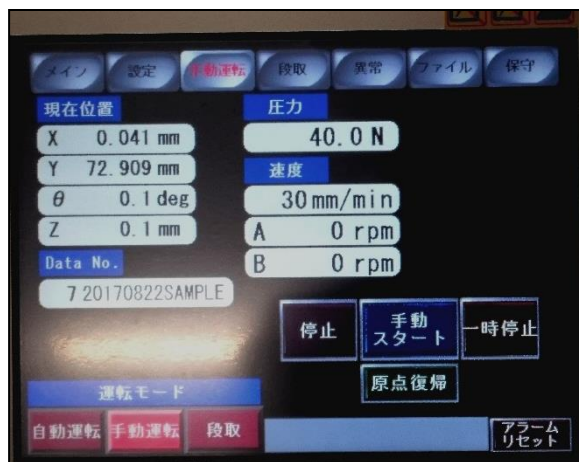 メイン 設定 手動運転 段取 異常 ファイル 保守
現在位置
X 0.041 mm
Y 72.909 mm
θ 0.1 deg
Z 0.1 mm
Data No.
7 20170822SAMPLE
圧力
40.0 N
速度
30 mm/min
A 0 rpm
B 0 rpm
停止
手動
スタート
一時停止
原点復帰
運転モード
自動運転 手動運転 段取
アラーム
リセット